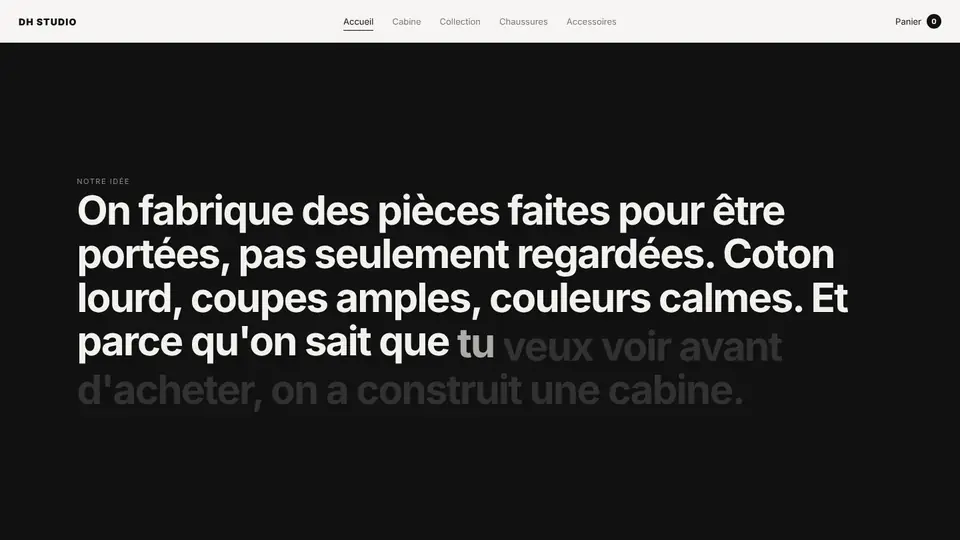 DH STUDIO
Accueil Cabine Collection Chaussures Accessoires
Panier 0
NOTRE IDÉE
On fabrique des pièces faites pour être
portées, pas seulement regardées. Coton
lourd, coupes amples, couleurs calmes. Et
parce qu'on sait que tu veux voir avant
d'acheter, on a construit une cabine.